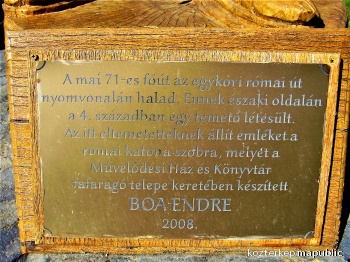 A mai 71-es főút az egykori római út
nyomvonalán halad. Ennek északi oldalán
a 4. században egy temető létesült.
Az itt eltemetetteknek állít emléket a
római katona szobra, melyet a
Művelődési Ház és Könyvtár
fafaragó telepe keretében készített
BOA ENDRE
2008.
kozterkep.mapublic